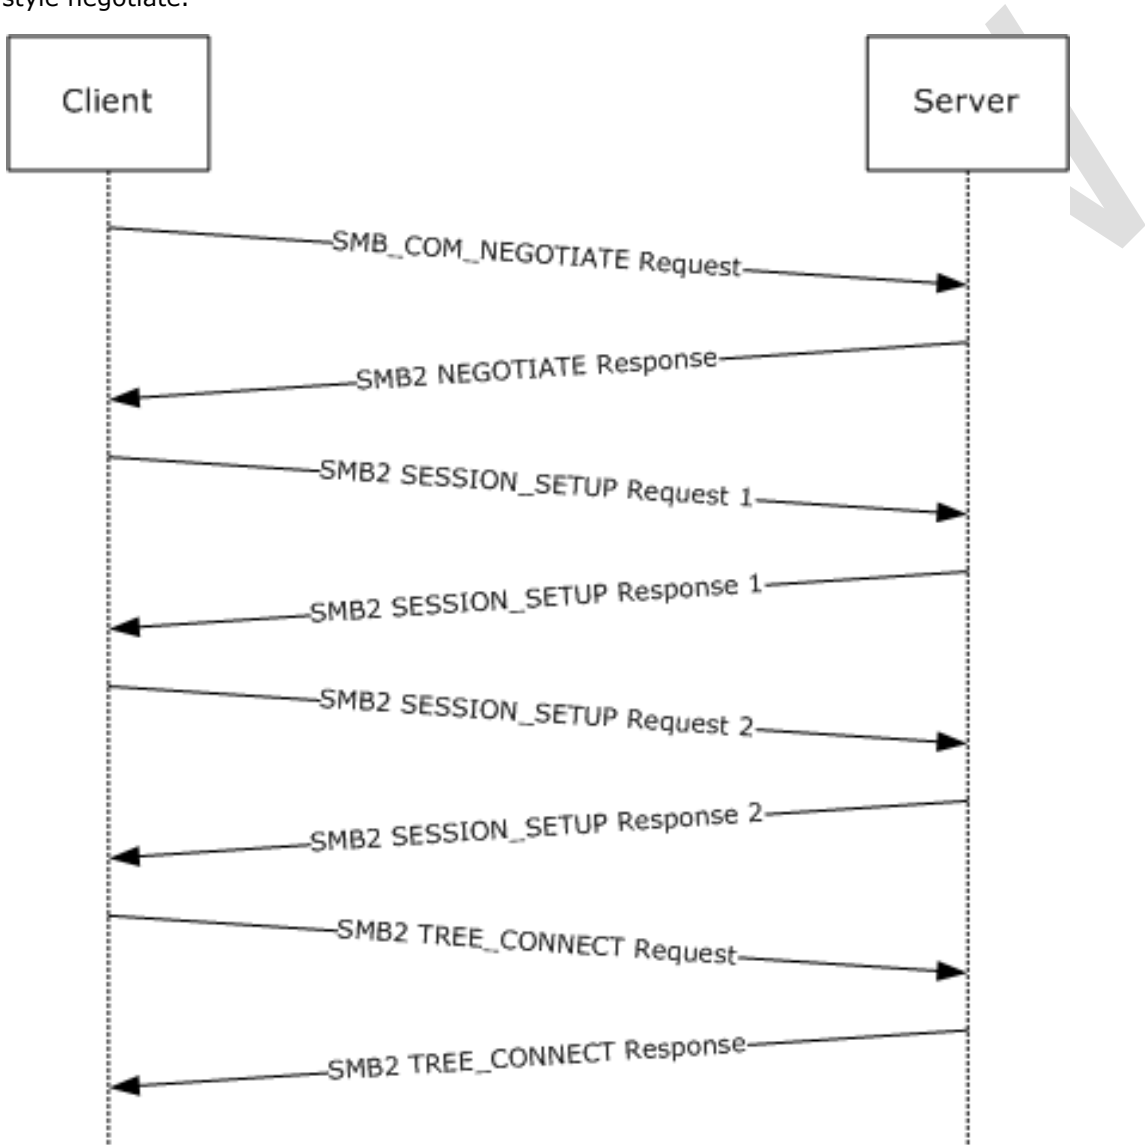 style negotiate.
Client
Server
SMB_COM_NEGOTIATE Request
SMB2 NEGOTIATE Response
SMB2 SESSION_SETUP Request 1
SMB2 SESSION_SETUP Response 1
SMB2 SESSION_SETUP Request 2
SMB2 SESSION_SETUP Response 2
SMB2 TREE_CONNECT Request
SMB2 TREE_CONNECT Response